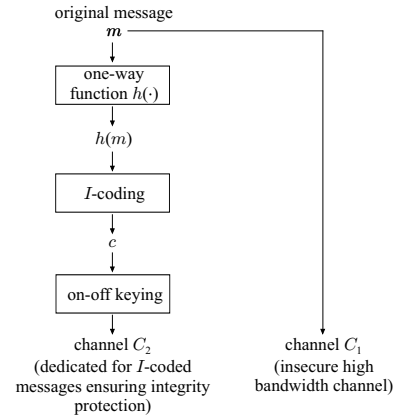 original message
m
one-way
function h(·)
h(m)
I-coding
c
on-off keying
channel C₂
(dedicated for I-coded
messages ensuring integrity
protection)
channel C₁
(insecure high
bandwidth channel)